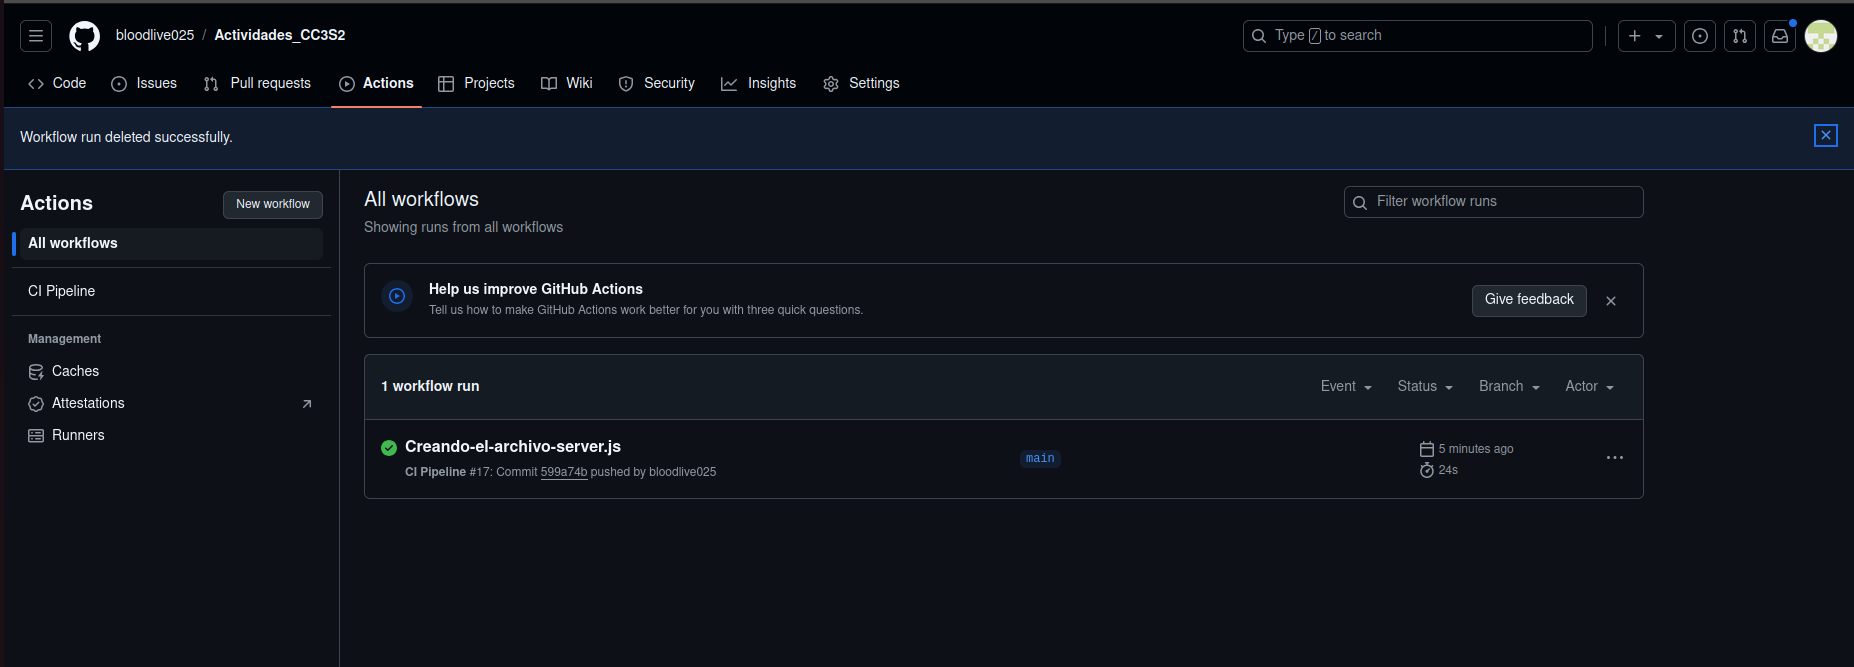 bloodlive025 / Actividades_CC3S2
Type / to search
Code Issues Pull requests Actions Projects Wiki Security Insights Settings
Workflow run deleted successfully.
Actions
New workflow
All workflows
CI Pipeline
Management
Caches
Attestations
Runners
All workflows
Showing runs from all workflows
Filter workflow runs
Help us improve GitHub Actions
Tell us how to make GitHub Actions work better for you with three quick questions.
Give feedback
1 workflow run
Event Status Branch Actor
Creando-el-archivo-server.js
CI Pipeline #17: Commit 599a74b pushed by bloodlive025
main
5 minutes ago
24s